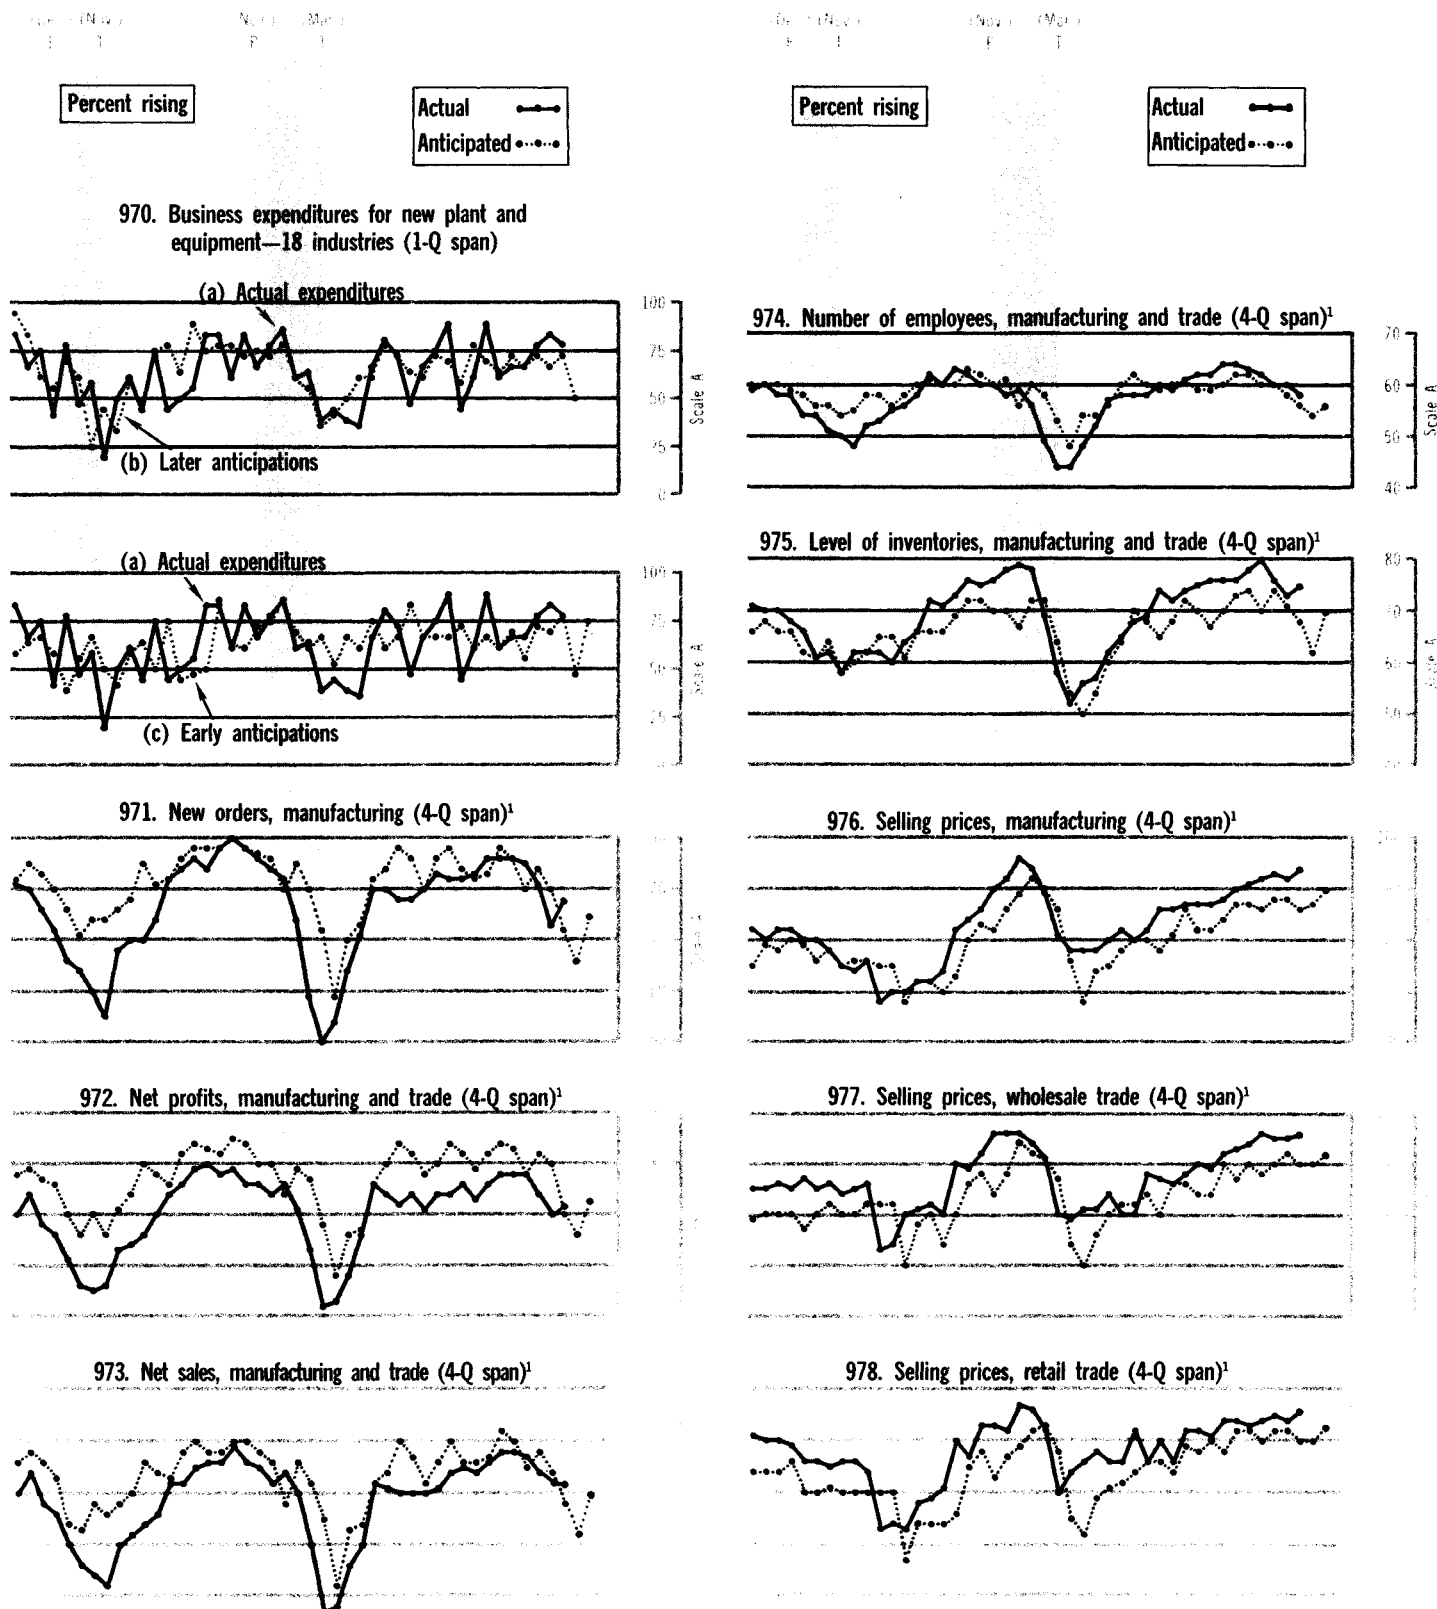 (Nov.) (Mar.) (Nov.) (Nov.) (Mar.)
P T P T
Percent rising
Actual
Anticipated
Percent rising
Actual
Anticipated
970. Business expenditures for new plant and
equipment—18 industries (1-Q span)
(a) Actual expenditures
100
75
50
25
0
Scale A
(b) Later anticipations
(a) Actual expenditures
100
75
50
25
(c) Early anticipations
971. New orders, manufacturing (4-Q span)¹
972. Net profits, manufacturing and trade (4-Q span)¹
973. Net sales, manufacturing and trade (4-Q span)¹
974. Number of employees, manufacturing and trade (4-Q span)¹
70
60
50
40
Scale A
975. Level of inventories, manufacturing and trade (4-Q span)¹
80
60
976. Selling prices, manufacturing (4-Q span)¹
977. Selling prices, wholesale trade (4-Q span)¹
978. Selling prices, retail trade (4-Q span)¹